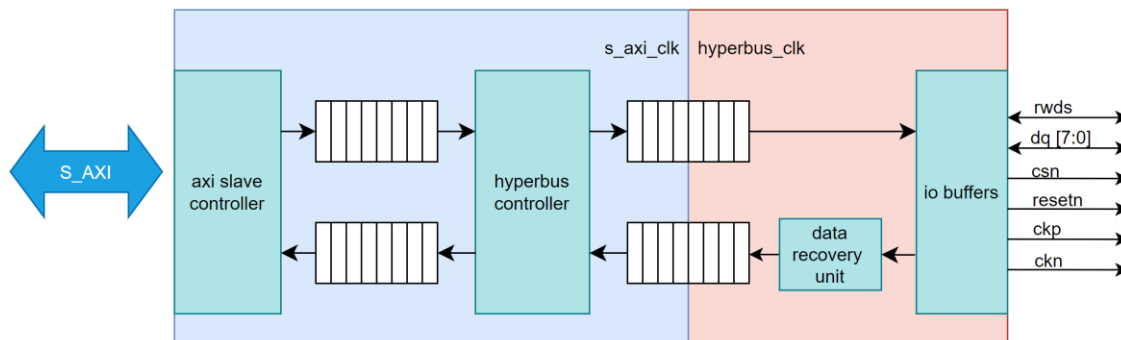 s_axi_clk
hyperbus_clk
S_AXI
axi slave
controller
hyperbus
controller
data
recovery
unit
io buffers
rwds
dq [7:0]
csn
resetn
ckp
ckn